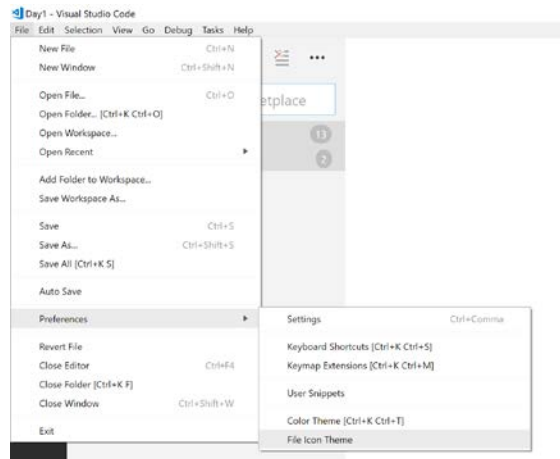 Day1 - Visual Studio Code
File Edit Selection View Go Debug Tasks Help
New File Ctrl+N
New Window Ctrl+Shift+N
Open File... Ctrl+O
Open Folder... [Ctrl+K Ctrl+O]
Open Workspace...
Open Recent
Add Folder to Workspace...
Save Workspace As...
Save Ctrl+S
Save As... Ctrl+Shift+S
Save All [Ctrl+K S]
Auto Save
Preferences
Revert File
Close Editor Ctrl+F4
Close Folder [Ctrl+K F]
Close Window Ctrl+Shift+W
Exit
etplace
13
2
Settings Ctrl+Comma
Keyboard Shortcuts [Ctrl+K Ctrl+S]
Keymap Extensions [Ctrl+K Ctrl+M]
User Snippets
Color Theme [Ctrl+K Ctrl+T]
File Icon Theme